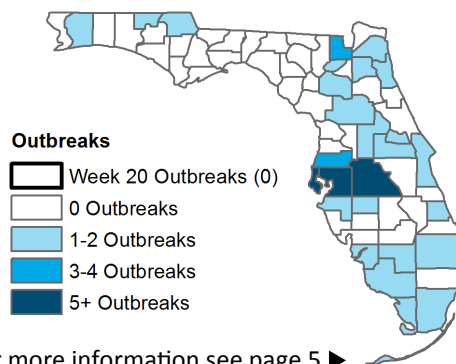 Outbreaks
Week 20 Outbreaks (0)
0 Outbreaks
1-2 Outbreaks
3-4 Outbreaks
5+ Outbreaks
more information see page 5 ►